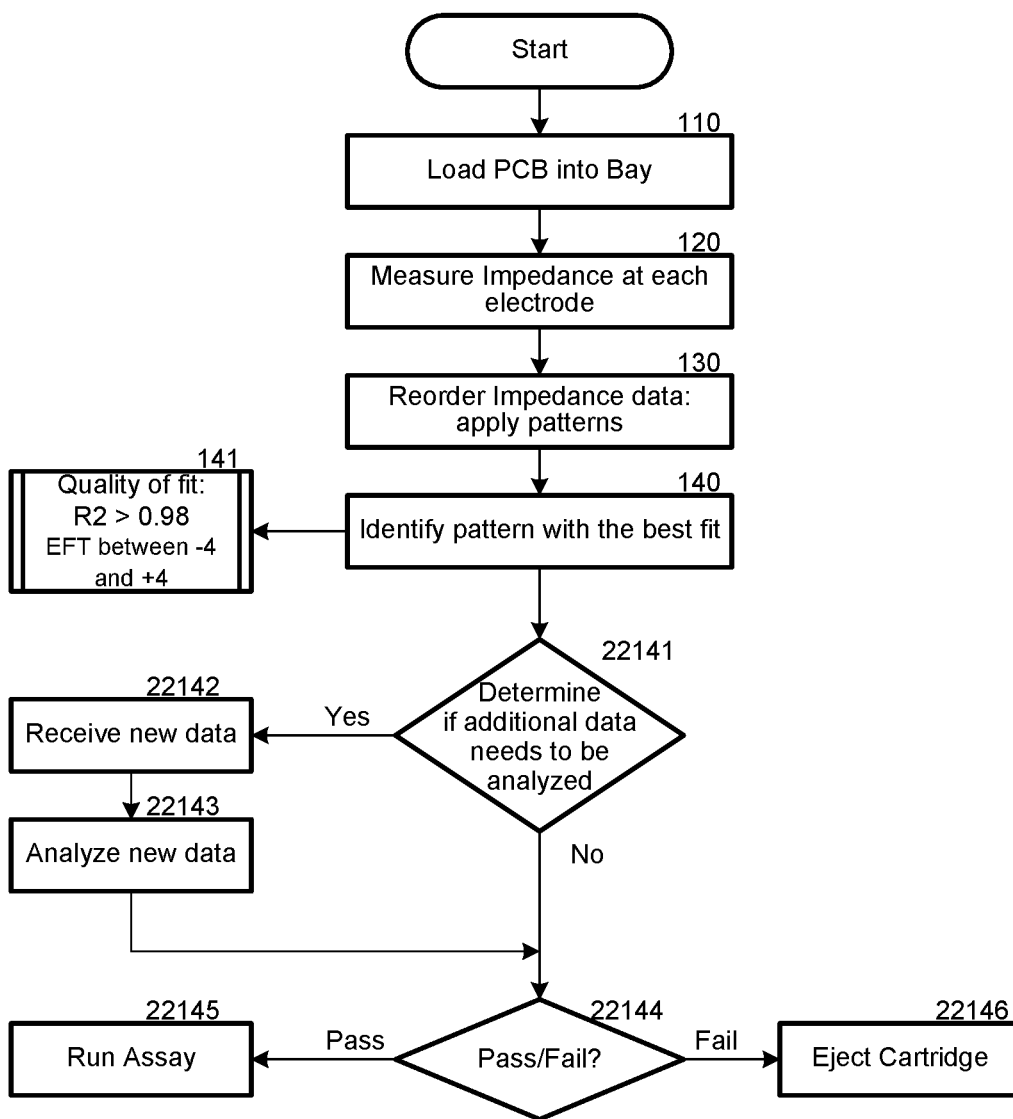 Start
110
Load PCB into Bay
120
Measure Impedance at each
electrode
130
Reorder Impedance data:
apply patterns
141
Quality of fit:
R2 > 0.98
EFT between -4
and +4
140
Identify pattern with the best fit
22141
Determine
if additional data
needs to be
analyzed
Yes
No
22142
Receive new data
22143
Analyze new data
22144
Pass/Fail?
Pass
Fail
22145
Run Assay
22146
Eject Cartridge